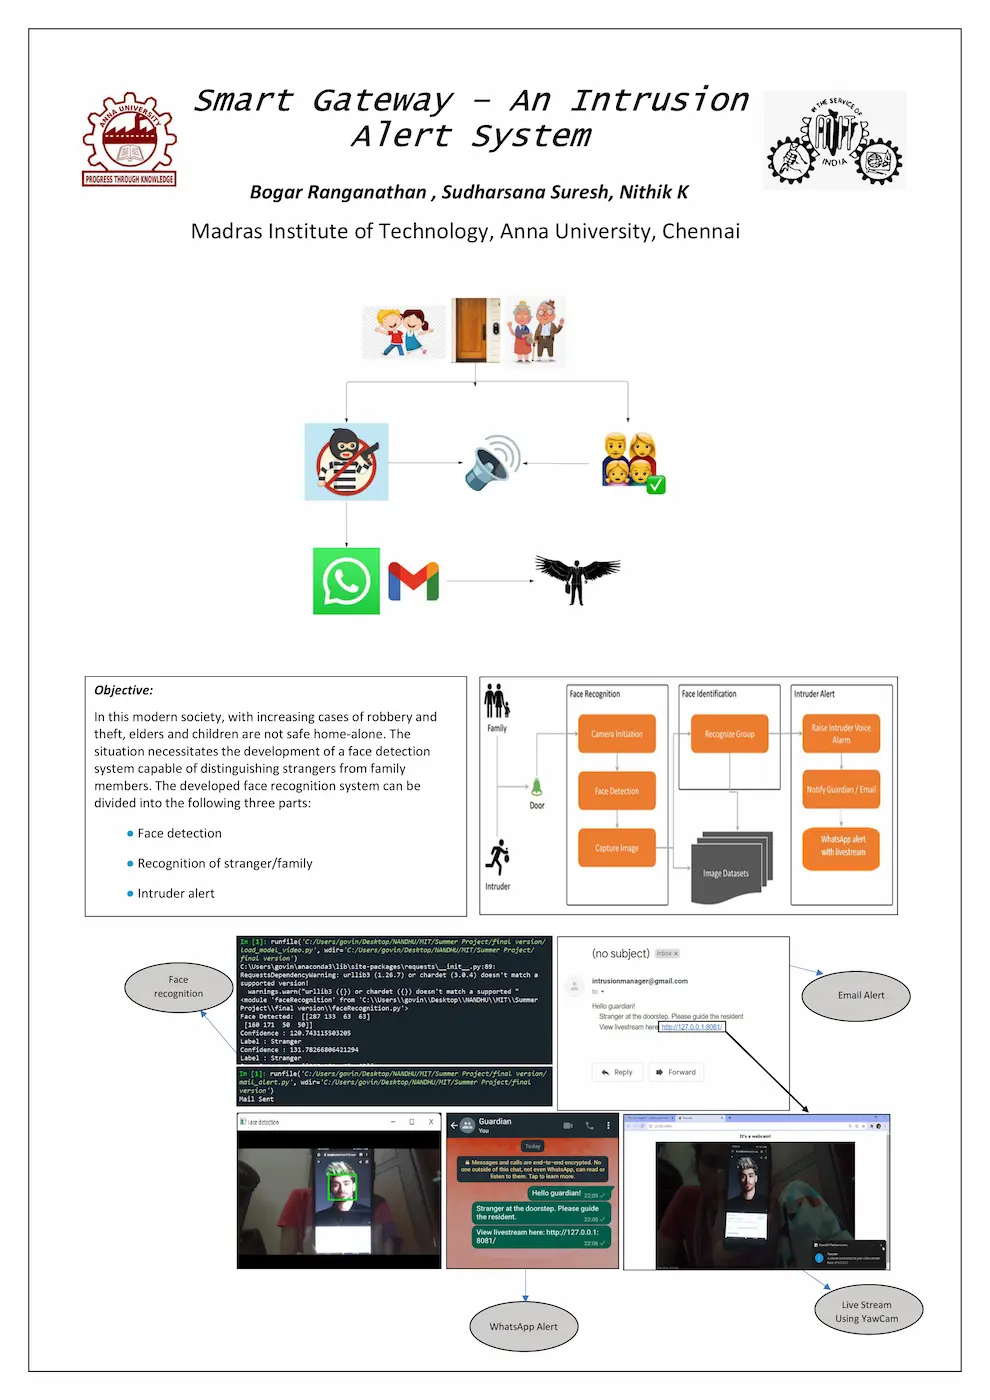 Smart Gateway – An Intrusion
Alert System
ANNA UNIVERSITY
PROGRESS THROUGH KNOWLEDGE
IN THE SERVICE OF
MIT
INDIA
Bogar Ranganathan , Sudharsana Suresh, Nithik K
Madras Institute of Technology, Anna University, Chennai
Objective:
In this modern society, with increasing cases of robbery and
theft, elders and children are not safe home-alone. The
situation necessitates the development of a face detection
system capable of distinguishing strangers from family
members. The developed face recognition system can be
divided into the following three parts:
● Face detection
● Recognition of stranger/family
● Intruder alert
Family
Door
Intruder
Face Recognition
Camera Initiation
Face Detection
Capture Image
Face Identification
Recognize Group
Image Datasets
Intruder Alert
Raise Intruder Voice
Alarm
Notify Guardian / Email
WhatsApp alert
with livestream
Face
recognition
In [1]: runfile('C:/Users/govin/Desktop/NANDHU/MIT/Summer Project/final version/
load_model_video.py', wdir='C:/Users/govin/Desktop/NANDHU/MIT/Summer Project/
final version')
C:\Users\govin\anaconda3\lib\site-packages\requests\__init__.py:89:
RequestsDependencyWarning: urllib3 (1.26.7) or chardet (3.0.4) doesn't match a
supported version!
warnings.warn("urllib3 ({}) or chardet ({}) doesn't match a supported "
<module 'faceRecognition' from 'C:\\Users\\govin\\Desktop\\NANDHU\\MIT\\Summer
Project\\final version\\faceRecognition.py'>
Face Detected: [[287 133 63 63]
[160 171 50 50]]
Confidence : 120.743115503205
Label : Stranger
Confidence : 131.78266806421294
Label : Stranger
In [1]: runfile('C:/Users/govin/Desktop/NANDHU/MIT/Summer Project/final version/
mail_alert.py', wdir='C:/Users/govin/Desktop/NANDHU/MIT/Summer Project/final
version')
Mail Sent
(no subject) Inbox x
intrusionmanager@gmail.com
to
Hello guardian!
Stranger at the doorstep. Please guide the resident
View livestream here: http://127.0.0.1:8081/
Reply
Forward
Email Alert
Face detection
Guardian
You
Today
Messages and calls are end-to-end encrypted. No
one outside of this chat, not even WhatsApp, can read or
listen to them. Tap to learn more.
Hello guardian! 22:05
Stranger at the doorstep. Please guide
the resident. 22:05
View livestream here: http://127.0.0.1:
8081/ 22:06
It's a webcam!
WhatsApp Alert
Live Stream
Using YawCam